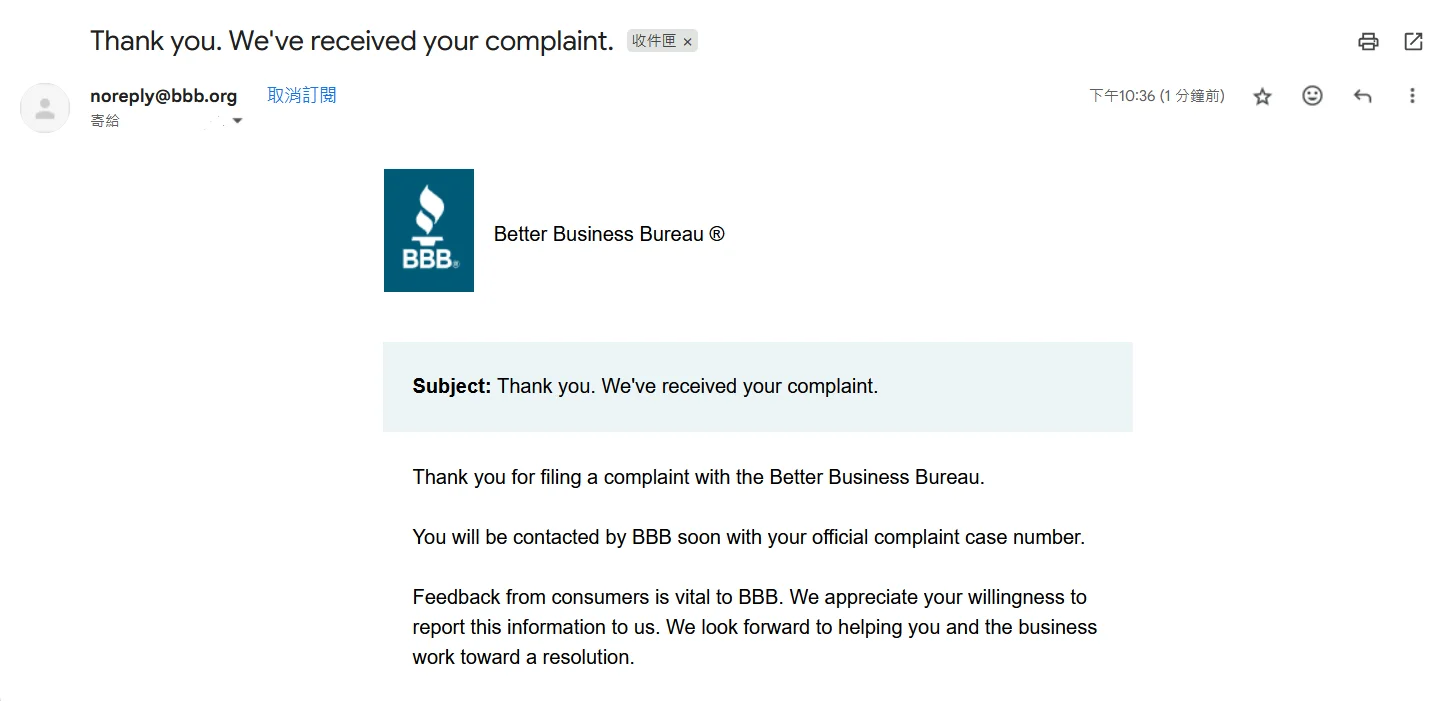 Thank you. We've received your complaint. 收件匣 ×
noreply@bbb.org 取消訂閱 下午10:36 (1 分鐘前)
寄給
BBB®
Better Business Bureau ®
Subject: Thank you. We've received your complaint.
Thank you for filing a complaint with the Better Business Bureau.
You will be contacted by BBB soon with your official complaint case number.
Feedback from consumers is vital to BBB. We appreciate your willingness to
report this information to us. We look forward to helping you and the business
work toward a resolution.